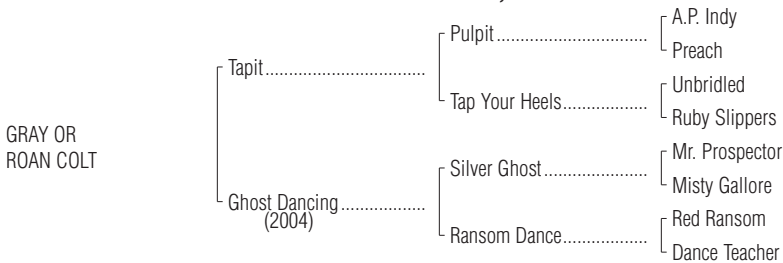 A.P. Indy
Pulpit
Preach
Tapit
Unbridled
Tap Your Heels
Ruby Slippers
GRAY OR
ROAN COLT
Mr. Prospector
Silver Ghost
Misty Gallore
Ghost Dancing
(2004)
Red Ransom
Ransom Dance
Dance Teacher